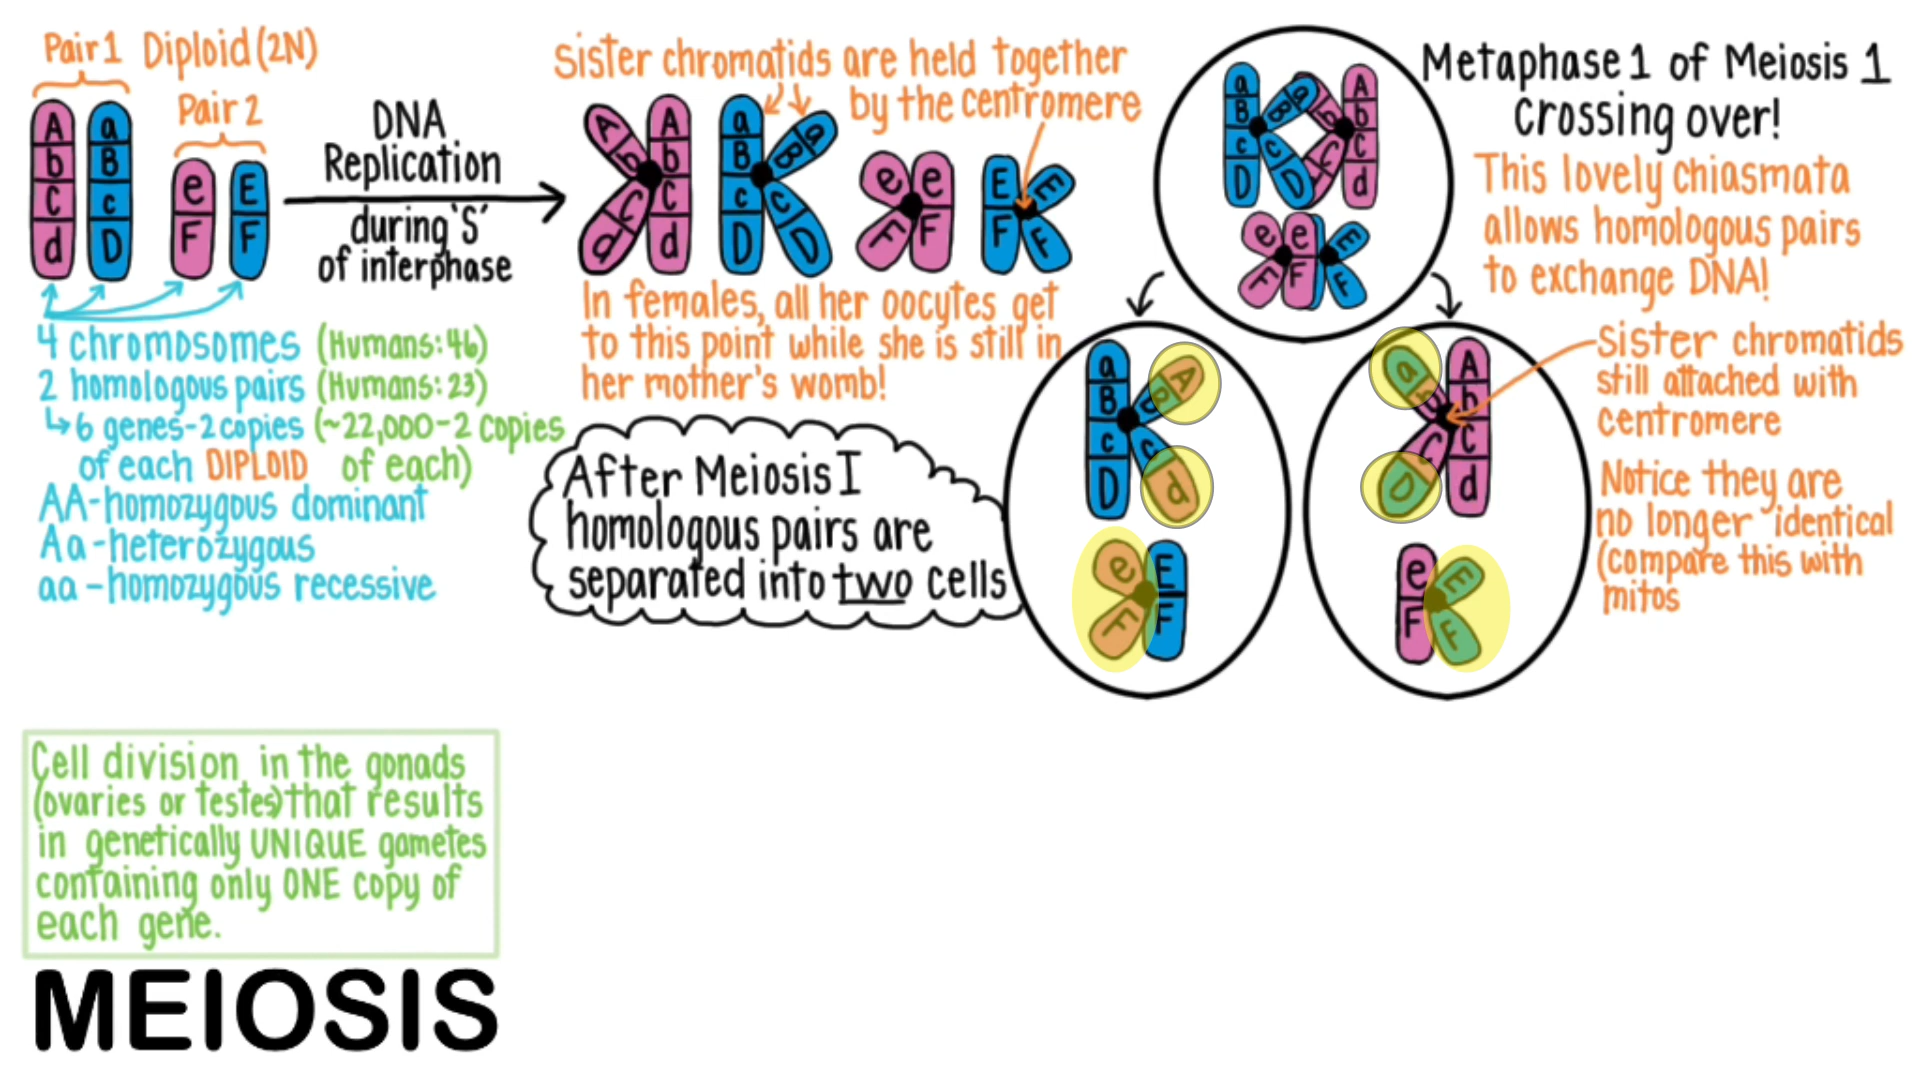 Pair 1 Diploid (2N)
Pair 2
A
b
C
d
a
B
c
D
e
F
E
F
DNA
Replication
during 'S'
of interphase
4 chromosomes (Humans: 46)
2 homologous pairs (Humans: 23)
↳ 6 genes - 2 copies (~22,000 - 2 copies
of each DIPLOID of each)
AA - homozygous dominant
Aa - heterozygous
aa - homozygous recessive
Sister chromatids are held together
by the centromere
A
b
C
d
A
b
C
d
a
B
c
D
a
B
c
D
e
F
e
F
E
F
E
F
In females, all her oocytes get
to this point while she is still in
her mother's womb!
After Meiosis I
homologous pairs are
separated into two cells
Metaphase 1 of Meiosis 1
Crossing over!
This lovely chiasmata
allows homologous pairs
to exchange DNA!
a
B
c
D
a
B
c
D
b
C
A
b
C
d
e
F
e
F
E
F
a
B
c
D
A
B
c
d
e
F
E
F
a
b
C
D
A
b
C
d
e
F
E
F
Sister chromatids
still attached with
centromere
Notice they are
no longer identical
(compare this with
mitos
Cell division in the gonads
(ovaries or testes) that results
in genetically UNIQUE gametes
containing only ONE copy of
each gene.
MEIOSIS